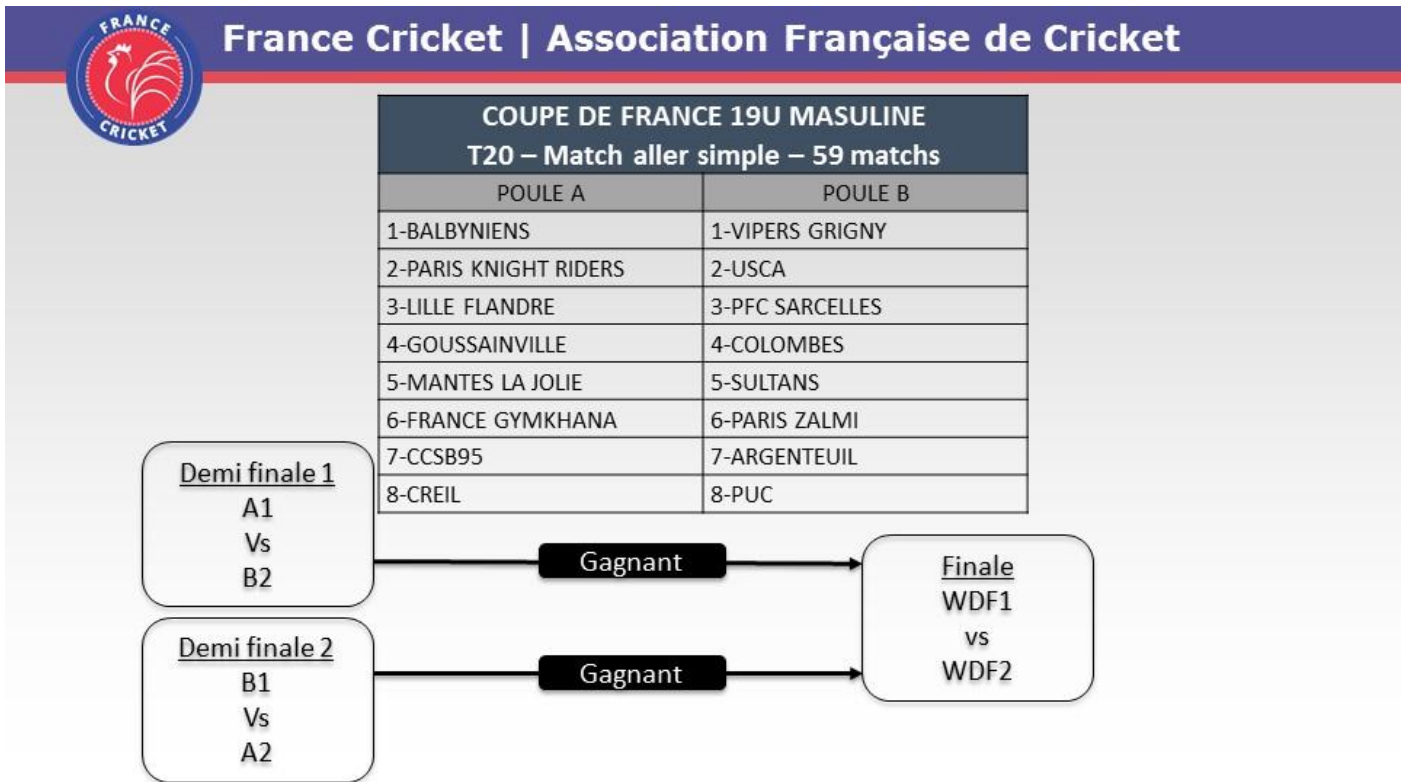 FRANCE
CRICKET
France Cricket | Association Française de Cricket
COUPE DE FRANCE 19U MASULINE
T20 – Match aller simple – 59 matchs
POULE A
POULE B
1-BALBYNIENS
1-VIPERS GRIGNY
2-PARIS KNIGHT RIDERS
2-USCA
3-LILLE FLANDRE
3-PFC SARCELLES
4-GOUSSAINVILLE
4-COLOMBES
5-MANTES LA JOLIE
5-SULTANS
6-FRANCE GYMKHANA
6-PARIS ZALMI
7-CCSB95
7-ARGENTEUIL
8-CREIL
8-PUC
Demi finale 1
A1
Vs
B2
Gagnant
Demi finale 2
B1
Vs
A2
Gagnant
Finale
WDF1
vs
WDF2